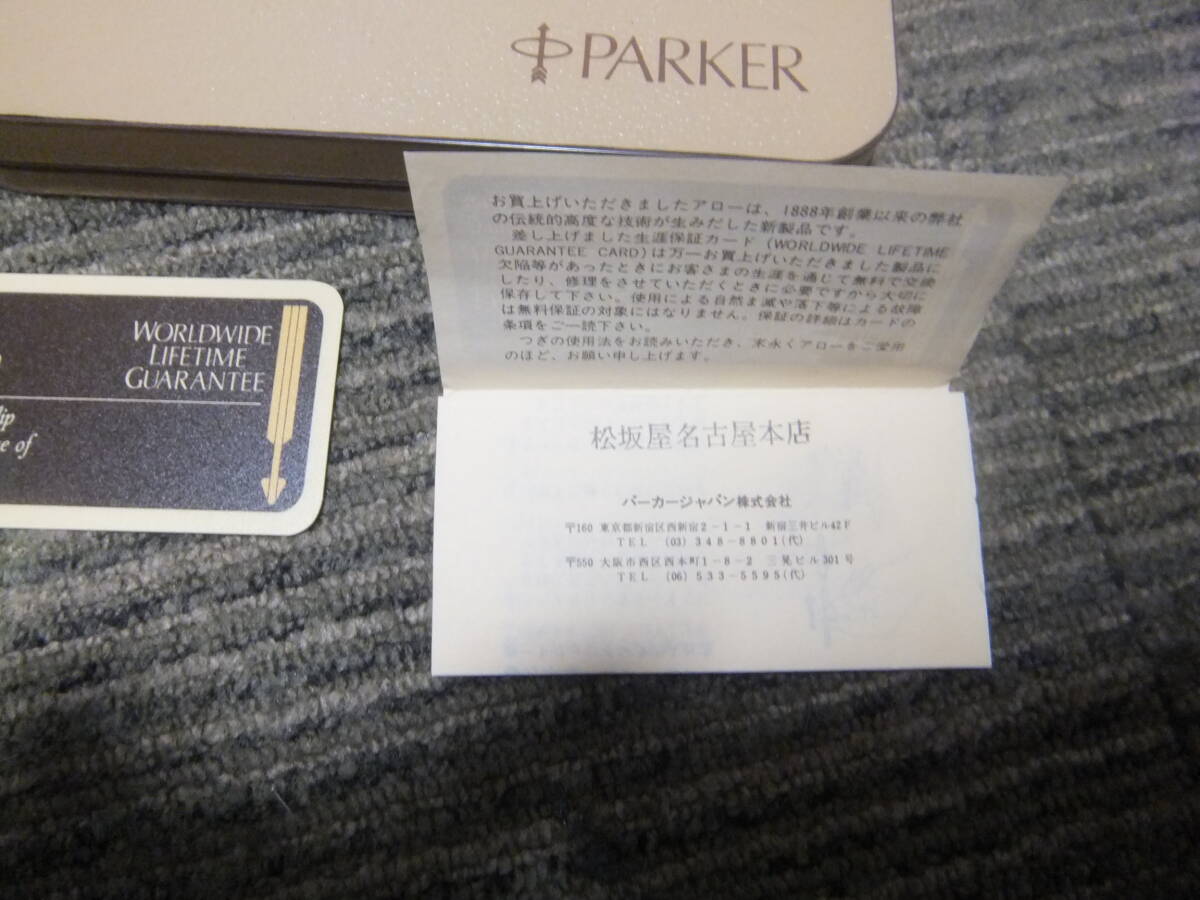 PARKER
お買上げいただきましたアローは、1888年創業以来の弊社
の伝統的高度な技術が生みだした新製品です。
差し上げました生涯保証カード (WORLDWIDE LIFETIME
GUARANTEE CARD)は万一お買上げいただきました製品に
欠陥等があったときにお客さまの生涯を通じて無料で交換
したり、修理をさせていただくときに必要ですから大切に
保存して下さい。使用による自然ま滅や落下等による故障
は無料保証の対象にはなりません。保証の詳細はカードの
条項をご一読下さい。
つぎの使用法をお読みいただき、末永くアローをご愛用
のほど、お願い申し上げます。
WORLDWIDE
LIFETIME
GUARANTEE
of
松坂屋名古屋本店
パーカージャパン株式会社
〒160 東京都新宿区西新宿2-1-1 新宿三井ビル42F
TEL (03) 348-8801(代)
〒550 大阪市西区西本町1-8-2 三晃ビル301号
TEL (06) 533-5595(代)